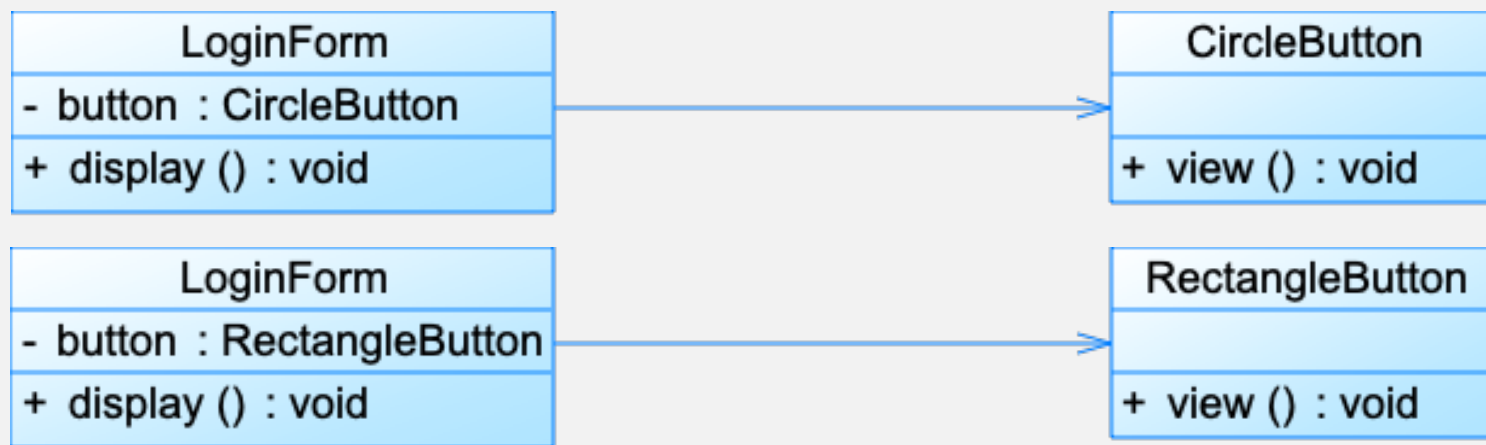 LoginForm
- button : CircleButton
+ display () : void
CircleButton
+ view () : void
LoginForm
- button : RectangleButton
+ display () : void
RectangleButton
+ view () : void